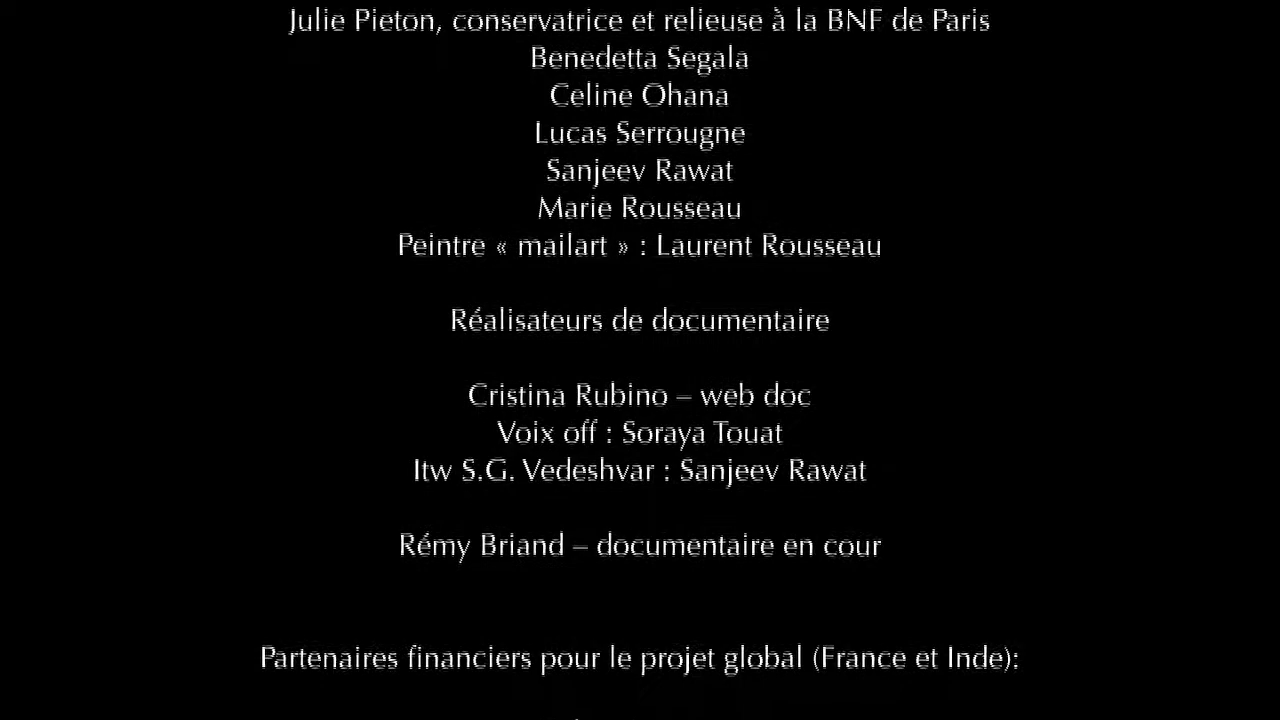 Julie Pieton, conservatrice et relieuse à la BNF de Paris
Benedetta Segala
Celine Ohana
Lucas Serrougne
Sanjeev Rawat
Marie Rousseau
Peintre « mailart » : Laurent Rousseau
Réalisateurs de documentaire
Cristina Rubino – web doc
Voix off : Soraya Touat
Itw S.G. Vedeshvar : Sanjeev Rawat
Rémy Briand – documentaire en cour
Partenaires financiers pour le projet global (France et Inde):